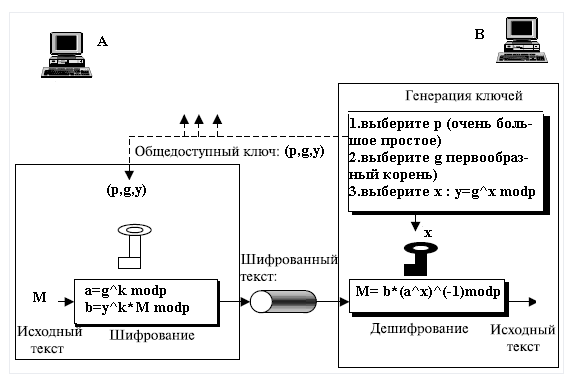 A
B
Генерация ключей
1.выберите p (очень боль-
шое простое)
2.выберите g первообраз-
ный корень)
3.выберите x : y=g^x modp
Общедоступный ключ: (p,g,y)
(p,g,y)
x
Шифрованный
текст:
M
a=g^k modp
b=y^k*M modp
M= b*(a^x)^(-1)modp
Исходный
текст
Шифрование
Дешифрование
Исходный
текст